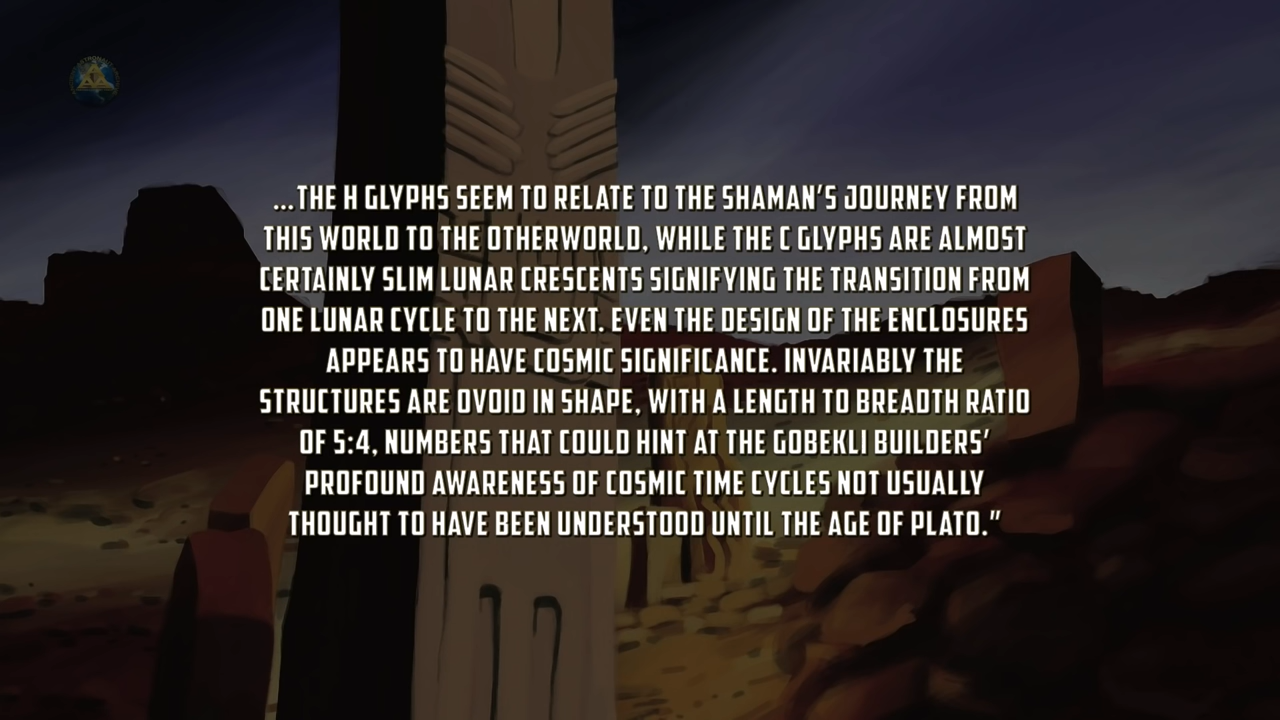 ...THE H GLYPHS SEEM TO RELATE TO THE SHAMAN'S JOURNEY FROM
THIS WORLD TO THE OTHERWORLD, WHILE THE C GLYPHS ARE ALMOST
CERTAINLY SLIM LUNAR CRESCENTS SIGNIFYING THE TRANSITION FROM
ONE LUNAR CYCLE TO THE NEXT. EVEN THE DESIGN OF THE ENCLOSURES
APPEARS TO HAVE COSMIC SIGNIFICANCE. INVARIABLY THE
STRUCTURES ARE OVOID IN SHAPE, WITH A LENGTH TO BREADTH RATIO
OF 5:4, NUMBERS THAT COULD HINT AT THE GOBEKLI BUILDERS'
PROFOUND AWARENESS OF COSMIC TIME CYCLES NOT USUALLY
THOUGHT TO HAVE BEEN UNDERSTOOD UNTIL THE AGE OF PLATO."